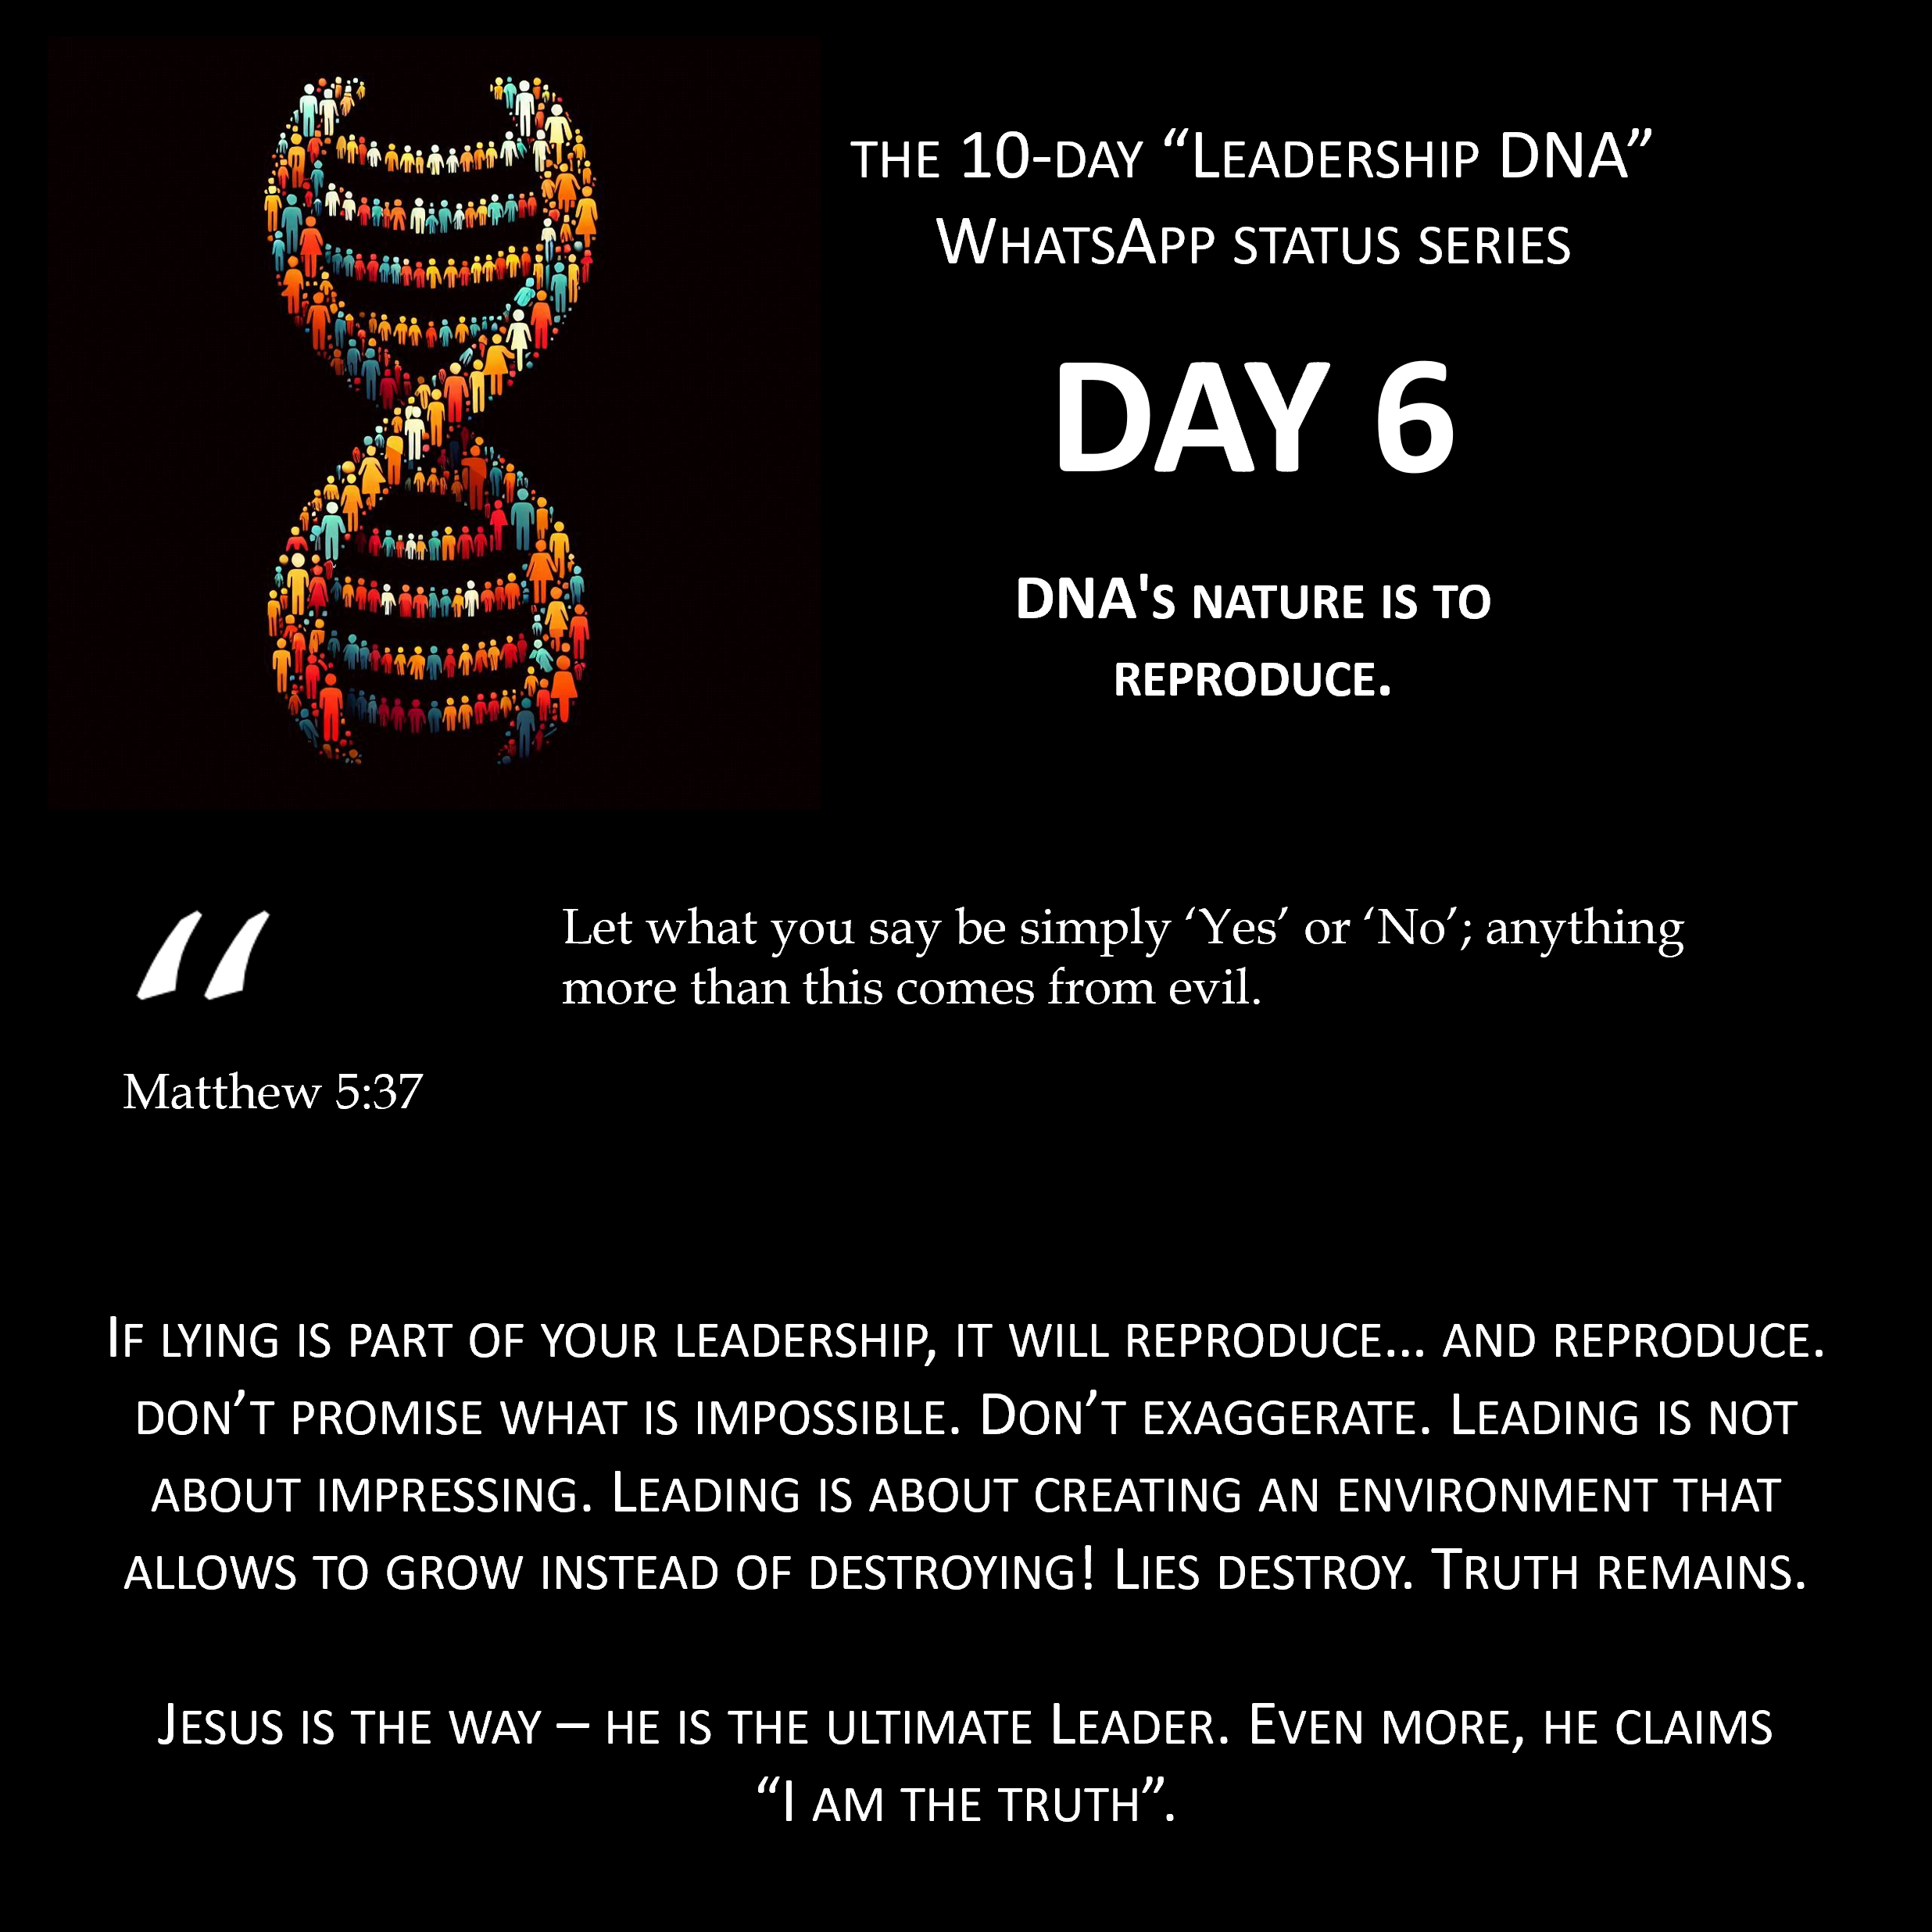 THE 10-DAY “LEADERSHIP DNA”
WHATSAPP STATUS SERIES
DAY 6
DNA'S NATURE IS TO
REPRODUCE.
“
Let what you say be simply ‘Yes’ or ‘No’; anything
more than this comes from evil.
Matthew 5:37
IF LYING IS PART OF YOUR LEADERSHIP, IT WILL REPRODUCE… AND REPRODUCE.
DON’T PROMISE WHAT IS IMPOSSIBLE. DON’T EXAGGERATE. LEADING IS NOT
ABOUT IMPRESSING. LEADING IS ABOUT CREATING AN ENVIRONMENT THAT
ALLOWS TO GROW INSTEAD OF DESTROYING! LIES DESTROY. TRUTH REMAINS.
JESUS IS THE WAY – HE IS THE ULTIMATE LEADER. EVEN MORE, HE CLAIMS
“I AM THE TRUTH”.